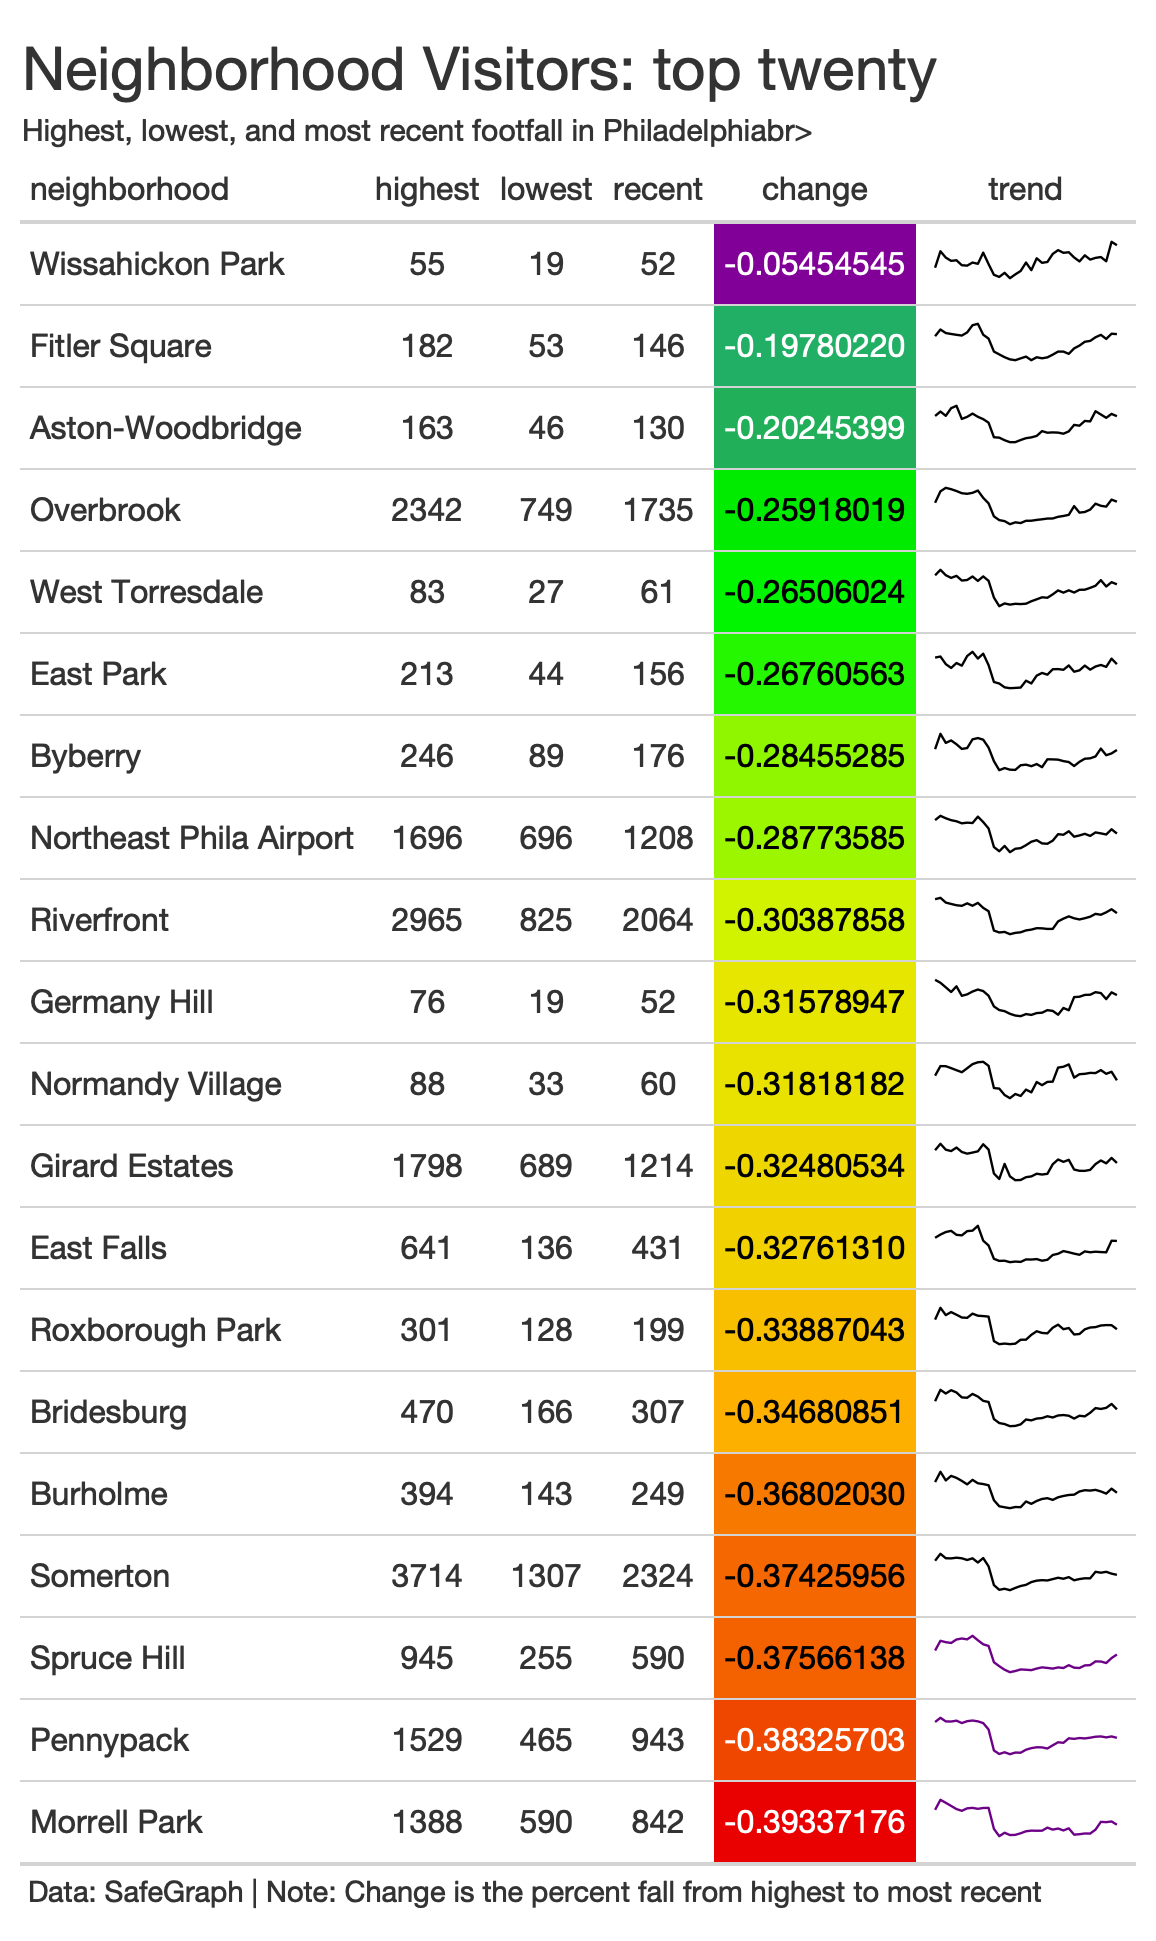 Neighborhood Visitors: top twenty
Highest, lowest, and most recent footfall in Philadelphiabr>
neighborhood highest lowest recent change trend
Wissahickon Park 55 19 52 -0.05454545
Fitler Square 182 53 146 -0.19780220
Aston-Woodbridge 163 46 130 -0.20245399
Overbrook 2342 749 1735 -0.25918019
West Torresdale 83 27 61 -0.26506024
East Park 213 44 156 -0.26760563
Byberry 246 89 176 -0.28455285
Northeast Phila Airport 1696 696 1208 -0.28773585
Riverfront 2965 825 2064 -0.30387858
Germany Hill 76 19 52 -0.31578947
Normandy Village 88 33 60 -0.31818182
Girard Estates 1798 689 1214 -0.32480534
East Falls 641 136 431 -0.32761310
Roxborough Park 301 128 199 -0.33887043
Bridesburg 470 166 307 -0.34680851
Burholme 394 143 249 -0.36802030
Somerton 3714 1307 2324 -0.37425956
Spruce Hill 945 255 590 -0.37566138
Pennypack 1529 465 943 -0.38325703
Morrell Park 1388 590 842 -0.39337176
Data: SafeGraph | Note: Change is the percent fall from highest to most recent